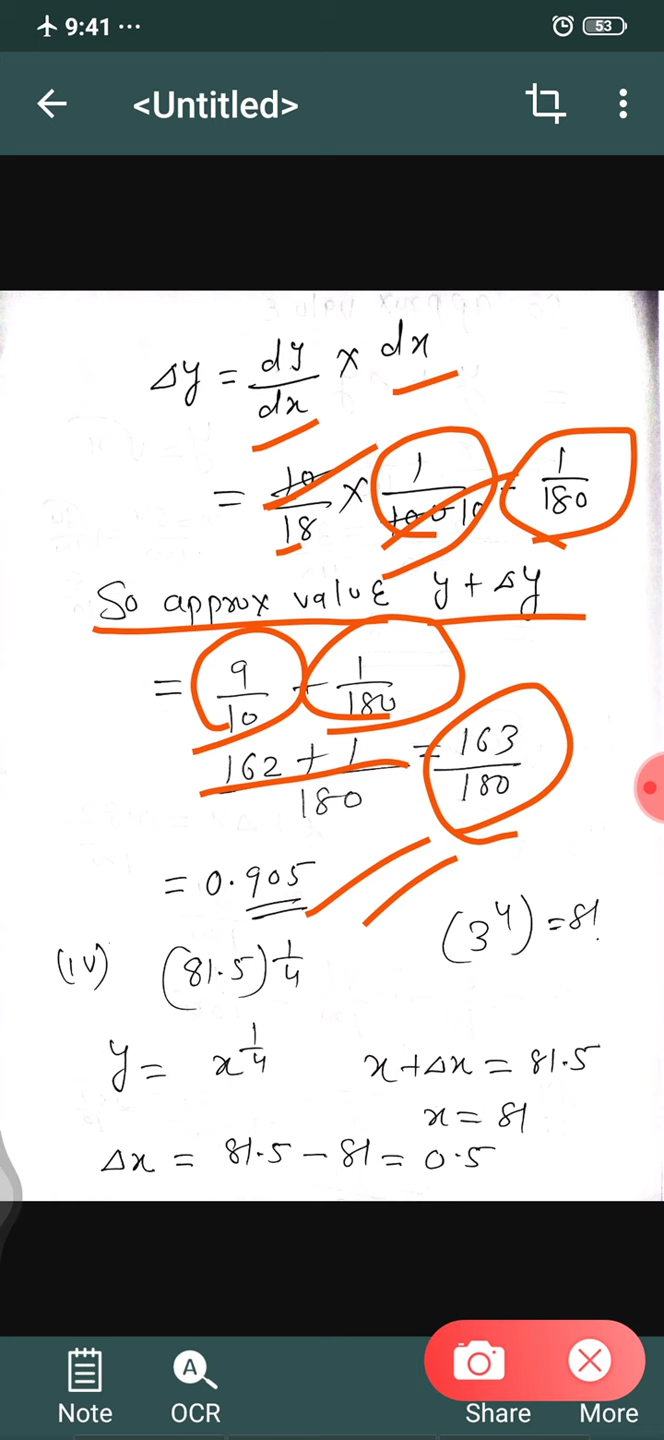 9:41 ...
53
<Untitled>
Δy = dy/dx × dx
= 10/18 × 1/100 10 = 1/180
So approx value y + Δy
= 9/10 + 1/180
162 + 1/180 = 163/180
= 0.905
(3^4) = 81
(iv) (81.5)^1/4
y = x^1/4 x + Δx = 81.5
x = 81
Δx = 81.5 - 81 = 0.5
A
Note OCR Share More